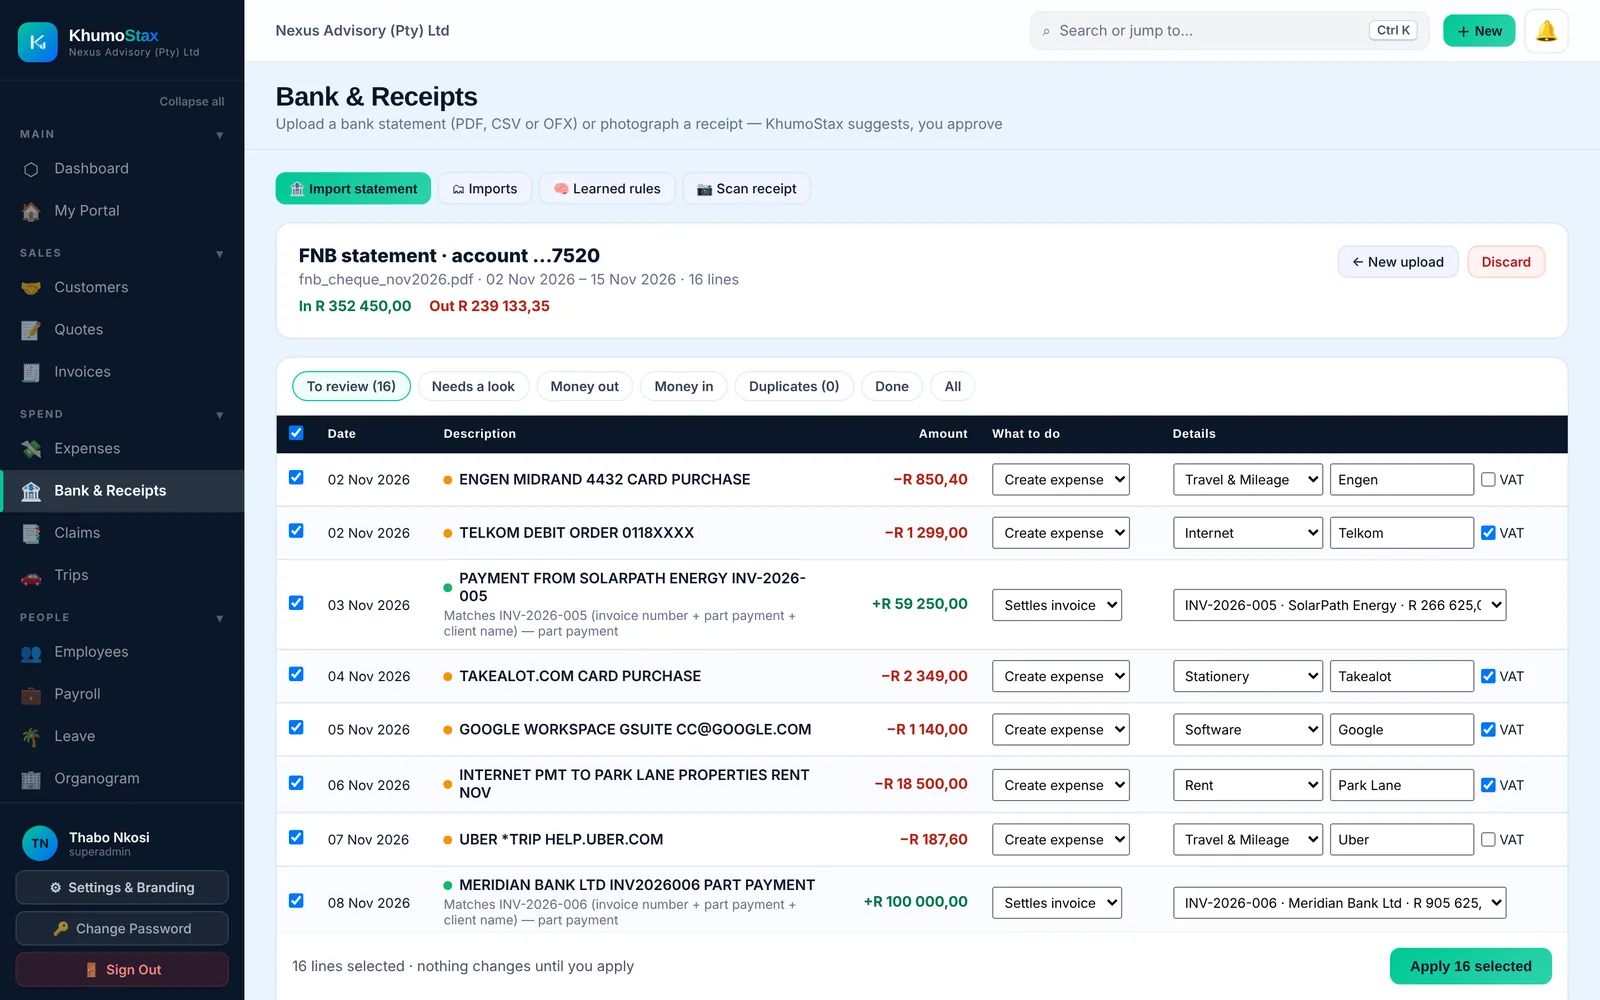 KhumoStax
Nexus Advisory (Pty) Ltd
Collapse all
MAIN
Dashboard
My Portal
SALES
Customers
Quotes
Invoices
SPEND
Expenses
Bank & Receipts
Claims
Trips
PEOPLE
Employees
Payroll
Leave
Organogram
TN
Thabo Nkosi
superadmin
Settings & Branding
Change Password
Sign Out
Nexus Advisory (Pty) Ltd
Search or jump to...
Ctrl K
+ New
Bank & Receipts
Upload a bank statement (PDF, CSV or OFX) or photograph a receipt — KhumoStax suggests, you approve
Import statement
Imports
Learned rules
Scan receipt
FNB statement · account ...7520
fnb_cheque_nov2026.pdf · 02 Nov 2026 – 15 Nov 2026 · 16 lines
In R 352 450,00 Out R 239 133,35
← New upload
Discard
To review (16)
Needs a look
Money out
Money in
Duplicates (0)
Done
All
Date Description Amount What to do Details
02 Nov 2026 ENGEN MIDRAND 4432 CARD PURCHASE −R 850,40 Create expense Travel & Mileage Engen VAT
02 Nov 2026 TELKOM DEBIT ORDER 0118XXXX −R 1 299,00 Create expense Internet Telkom VAT
PAYMENT FROM SOLARPATH ENERGY INV-2026-
005
03 Nov 2026 +R 59 250,00 Settles invoice INV-2026-005 · SolarPath Energy · R 266 625,0
Matches INV-2026-005 (invoice number + part payment +
client name) — part payment
04 Nov 2026 TAKEALOT.COM CARD PURCHASE −R 2 349,00 Create expense Stationery Takealot VAT
05 Nov 2026 GOOGLE WORKSPACE GSUITE CC@GOOGLE.COM −R 1 140,00 Create expense Software Google VAT
INTERNET PMT TO PARK LANE PROPERTIES RENT
06 Nov 2026 NOV −R 18 500,00 Create expense Rent Park Lane VAT
07 Nov 2026 UBER *TRIP HELP.UBER.COM −R 187,60 Create expense Travel & Mileage Uber VAT
MERIDIAN BANK LTD INV2026006 PART PAYMENT
08 Nov 2026 +R 100 000,00 Settles invoice INV-2026-006 · Meridian Bank Ltd · R 905 625,
Matches INV-2026-006 (invoice number + part payment +
client name) — part payment
16 lines selected · nothing changes until you apply
Apply 16 selected